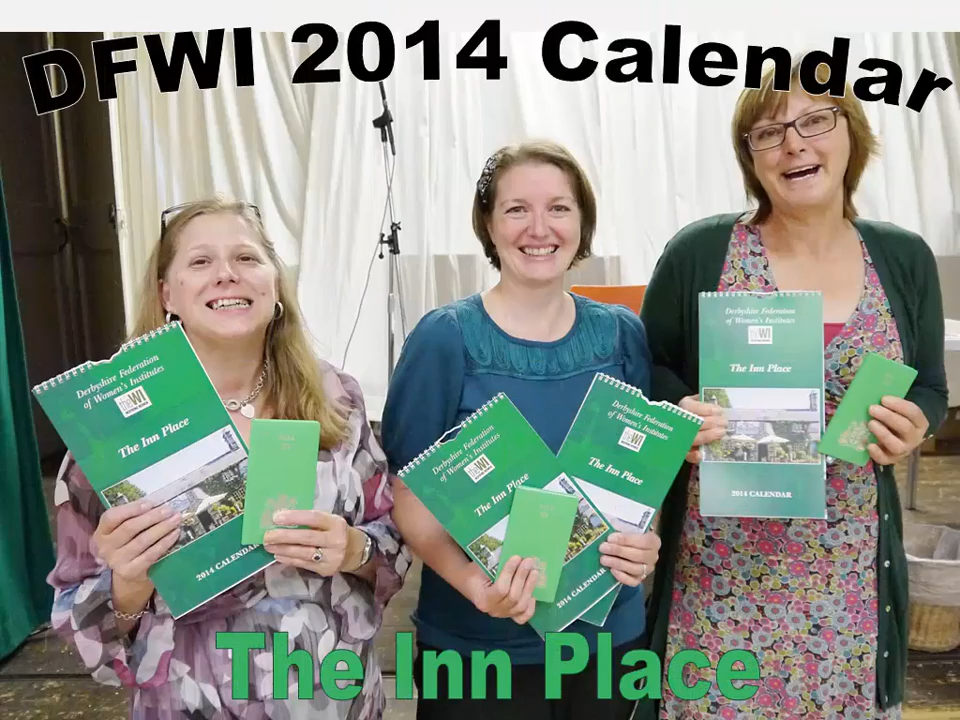 DFWI 2014 Calendar
Derbyshire Federation
of Women's Institutes
WI
The Inn Place
2014 CALENDAR
Derbyshire Federation
of Women's Institutes
WI
The Inn Place
Derbyshire Federation
of Women's Institutes
WI
The Inn Place
2014 CALENDAR
Derbyshire Federation
of Women's Institutes
WI
The Inn Place
2014 CALENDAR
The Inn Place